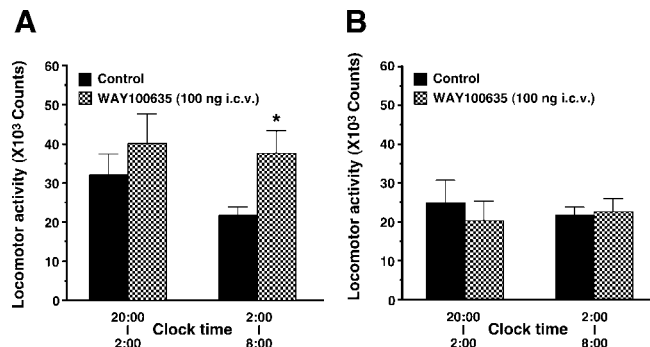 A
Locomotor activity (X10³ Counts)
60
50
40
30
20
10
0
Control
WAY100635 (100 ng i.c.v.)
*
20:00
2:00
Clock time
2:00
8:00
B
Locomotor activity (X10³ Counts)
60
50
40
30
20
10
0
Control
WAY100635 (100 ng i.c.v.)
20:00
2:00
Clock time
2:00
8:00